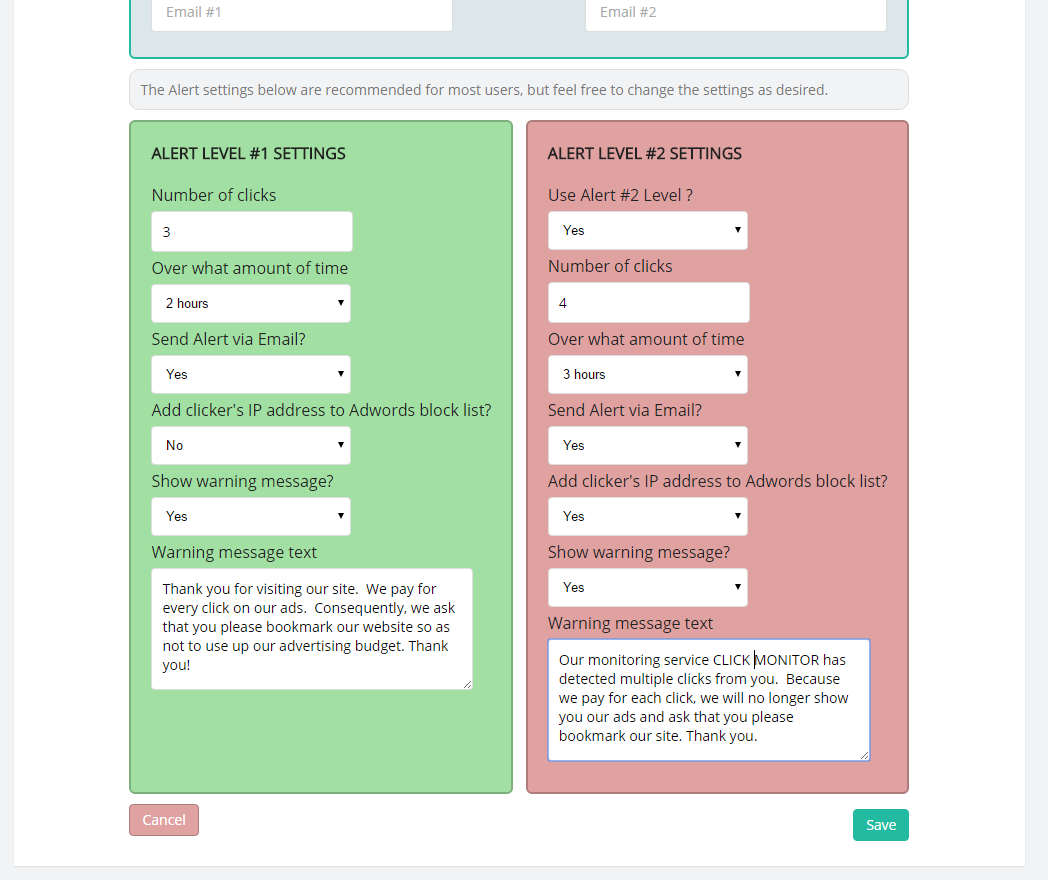 Email #1
Email #2
The Alert settings below are recommended for most users, but feel free to change the settings as desired.
ALERT LEVEL #1 SETTINGS
Number of clicks
3
Over what amount of time
2 hours
Send Alert via Email?
Yes
Add clicker's IP address to Adwords block list?
No
Show warning message?
Yes
Warning message text
Thank you for visiting our site.  We pay for
every click on our ads.  Consequently, we ask
that you please bookmark our website so as
not to use up our advertising budget. Thank
you!
ALERT LEVEL #2 SETTINGS
Use Alert #2 Level ?
Yes
Number of clicks
4
Over what amount of time
3 hours
Send Alert via Email?
Yes
Add clicker's IP address to Adwords block list?
Yes
Show warning message?
Yes
Warning message text
Our monitoring service CLICK MONITOR has
detected multiple clicks from you.  Because
we pay for each click, we will no longer show
you our ads and ask that you please
bookmark our site. Thank you.
Cancel
Save